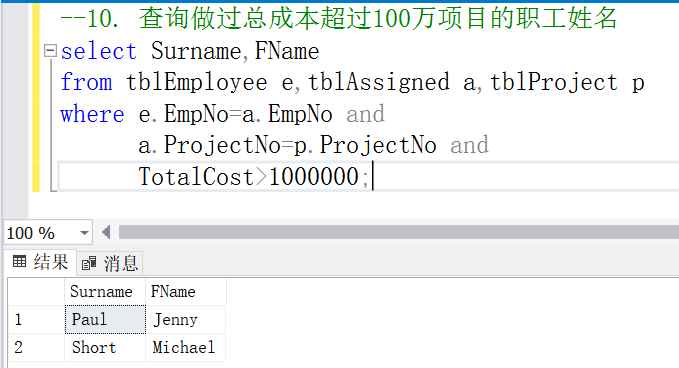 --10. 查询做过总成本超过100万项目的职工姓名
select Surname,FName
from tblEmployee e,tblAssigned a,tblProject p
where e.EmpNo=a.EmpNo and
a.ProjectNo=p.ProjectNo and
TotalCost>1000000;
100 %
结果 消息
Surname FName
1 Paul Jenny
2 Short Michael